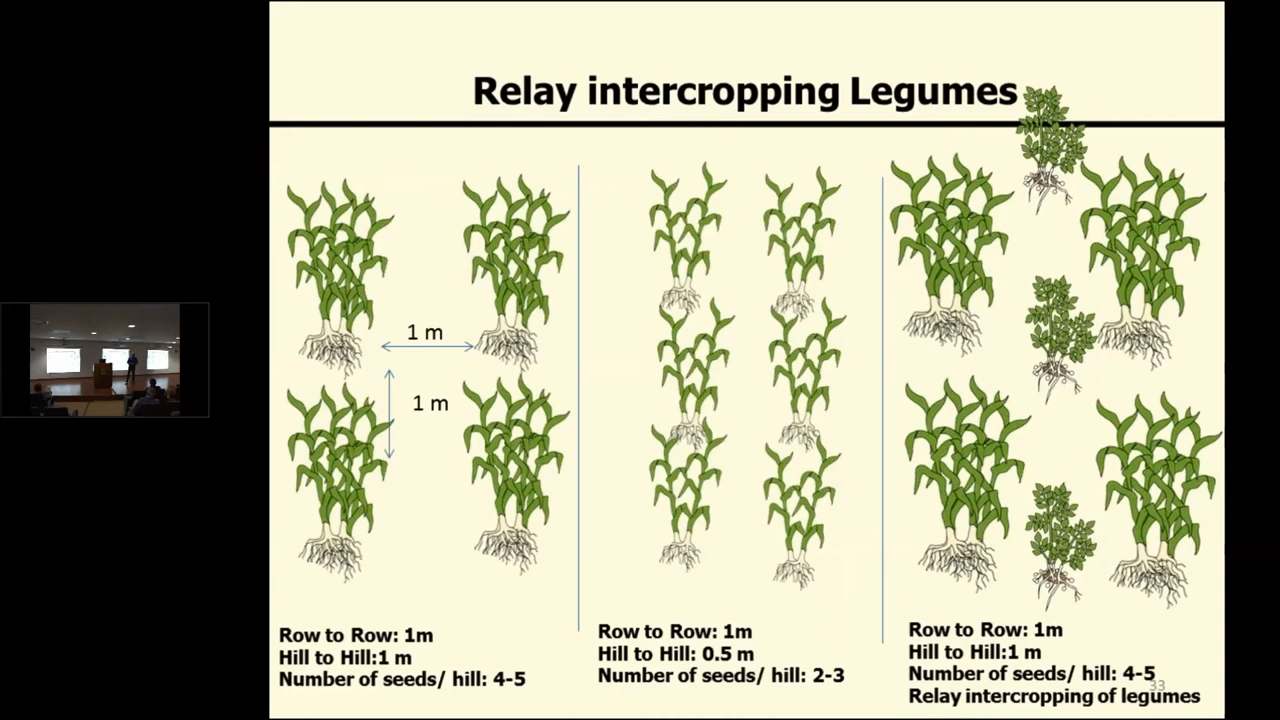 Relay intercropping Legumes
1 m
1 m
Row to Row: 1m
Hill to Hill:1 m
Number of seeds/ hill: 4-5
Row to Row: 1m
Hill to Hill: 0.5 m
Number of seeds/ hill: 2-3
Row to Row: 1m
Hill to Hill:1 m
Number of seeds/ hill: 4-5
Relay intercropping of legumes
33